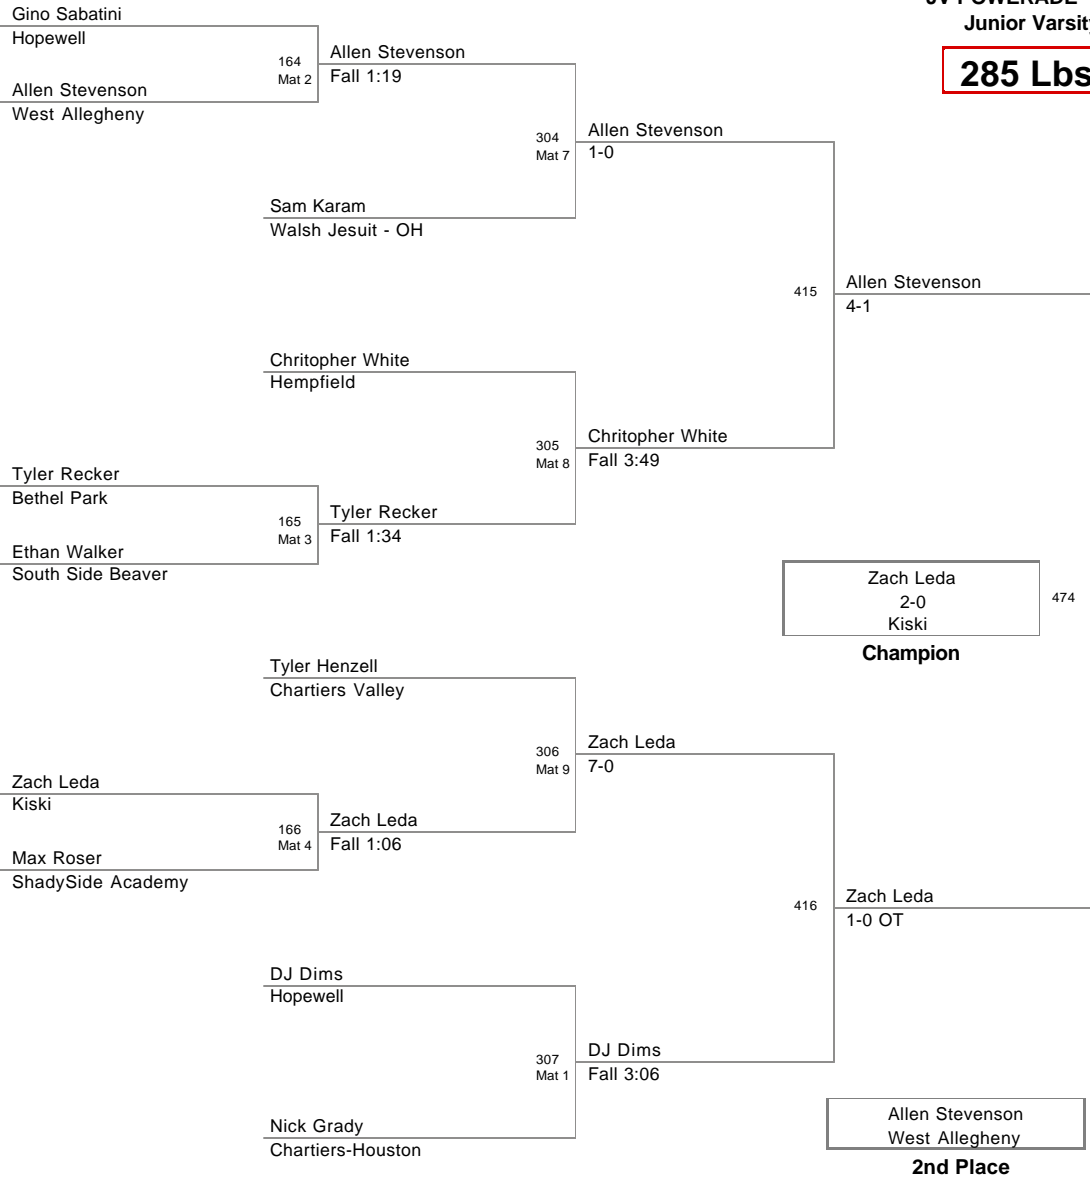 JV POWERADE
Junior Varsity
285 Lbs
Gino Sabatini
Hopewell
164
Mat 2
Allen Stevenson
West Allegheny
Allen Stevenson
Fall 1:19
304
Mat 7
Sam Karam
Walsh Jesuit - OH
Allen Stevenson
1-0
415
Allen Stevenson
4-1
Chritopher White
Hempfield
305
Mat 8
Chritopher White
Fall 3:49
Tyler Recker
Bethel Park
165
Mat 3
Ethan Walker
South Side Beaver
Tyler Recker
Fall 1:34
Zach Leda
2-0
Kiski
474
Champion
Tyler Henzell
Chartiers Valley
306
Mat 9
Zach Leda
7-0
Zach Leda
Kiski
166
Mat 4
Max Roser
ShadySide Academy
Zach Leda
Fall 1:06
416
Zach Leda
1-0 OT
DJ Dims
Hopewell
307
Mat 1
DJ Dims
Fall 3:06
Nick Grady
Chartiers-Houston
Allen Stevenson
West Allegheny
2nd Place